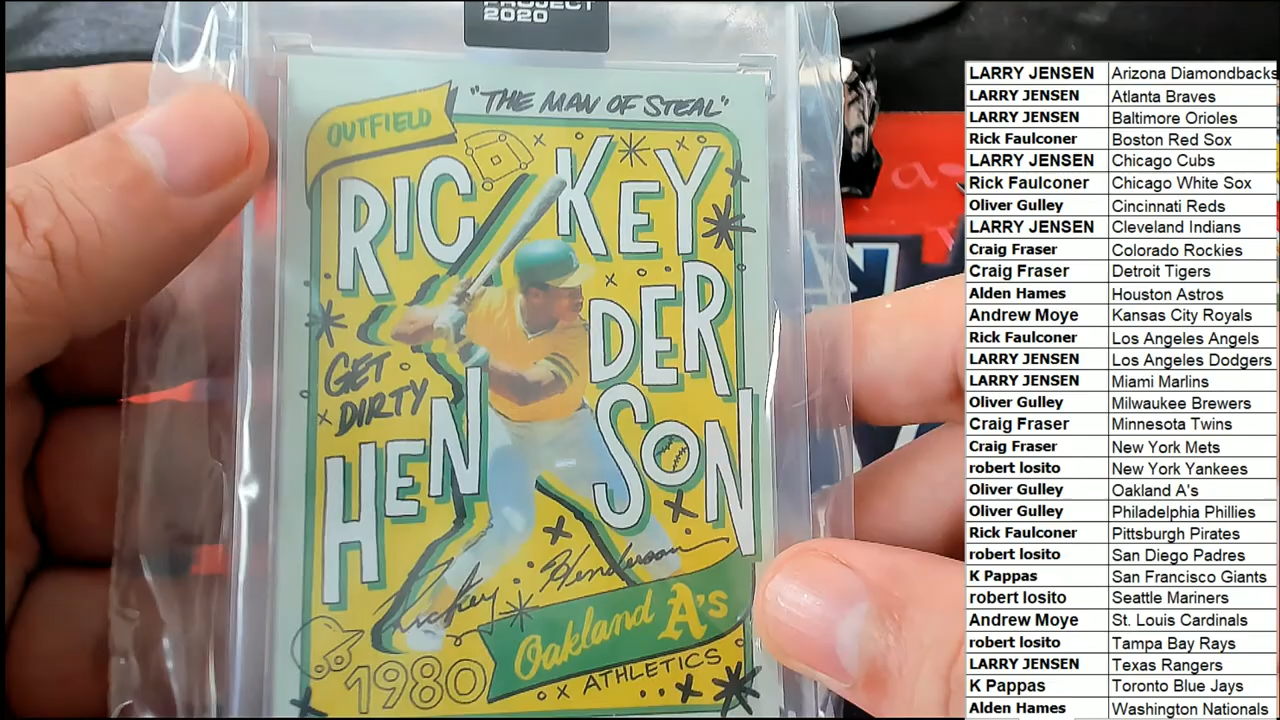 PROJECT
2020
"THE MAN OF STEAL"
OUTFIELD
RICKEY
HENDERSON
GET
DIRTY
Rickey Henderson
Oakland A's
ATHLETICS
1980
LARRY JENSEN Arizona Diamondbacks
LARRY JENSEN Atlanta Braves
LARRY JENSEN Baltimore Orioles
Rick Faulconer Boston Red Sox
LARRY JENSEN Chicago Cubs
Rick Faulconer Chicago White Sox
Oliver Gulley Cincinnati Reds
LARRY JENSEN Cleveland Indians
Craig Fraser Colorado Rockies
Craig Fraser Detroit Tigers
Alden Hames Houston Astros
Andrew Moye Kansas City Royals
Rick Faulconer Los Angeles Angels
LARRY JENSEN Los Angeles Dodgers
LARRY JENSEN Miami Marlins
Oliver Gulley Milwaukee Brewers
Craig Fraser Minnesota Twins
Craig Fraser New York Mets
robert losito New York Yankees
Oliver Gulley Oakland A's
Oliver Gulley Philadelphia Phillies
Rick Faulconer Pittsburgh Pirates
robert losito San Diego Padres
K Pappas San Francisco Giants
robert losito Seattle Mariners
Andrew Moye St. Louis Cardinals
robert losito Tampa Bay Rays
LARRY JENSEN Texas Rangers
K Pappas Toronto Blue Jays
Alden Hames Washington Nationals